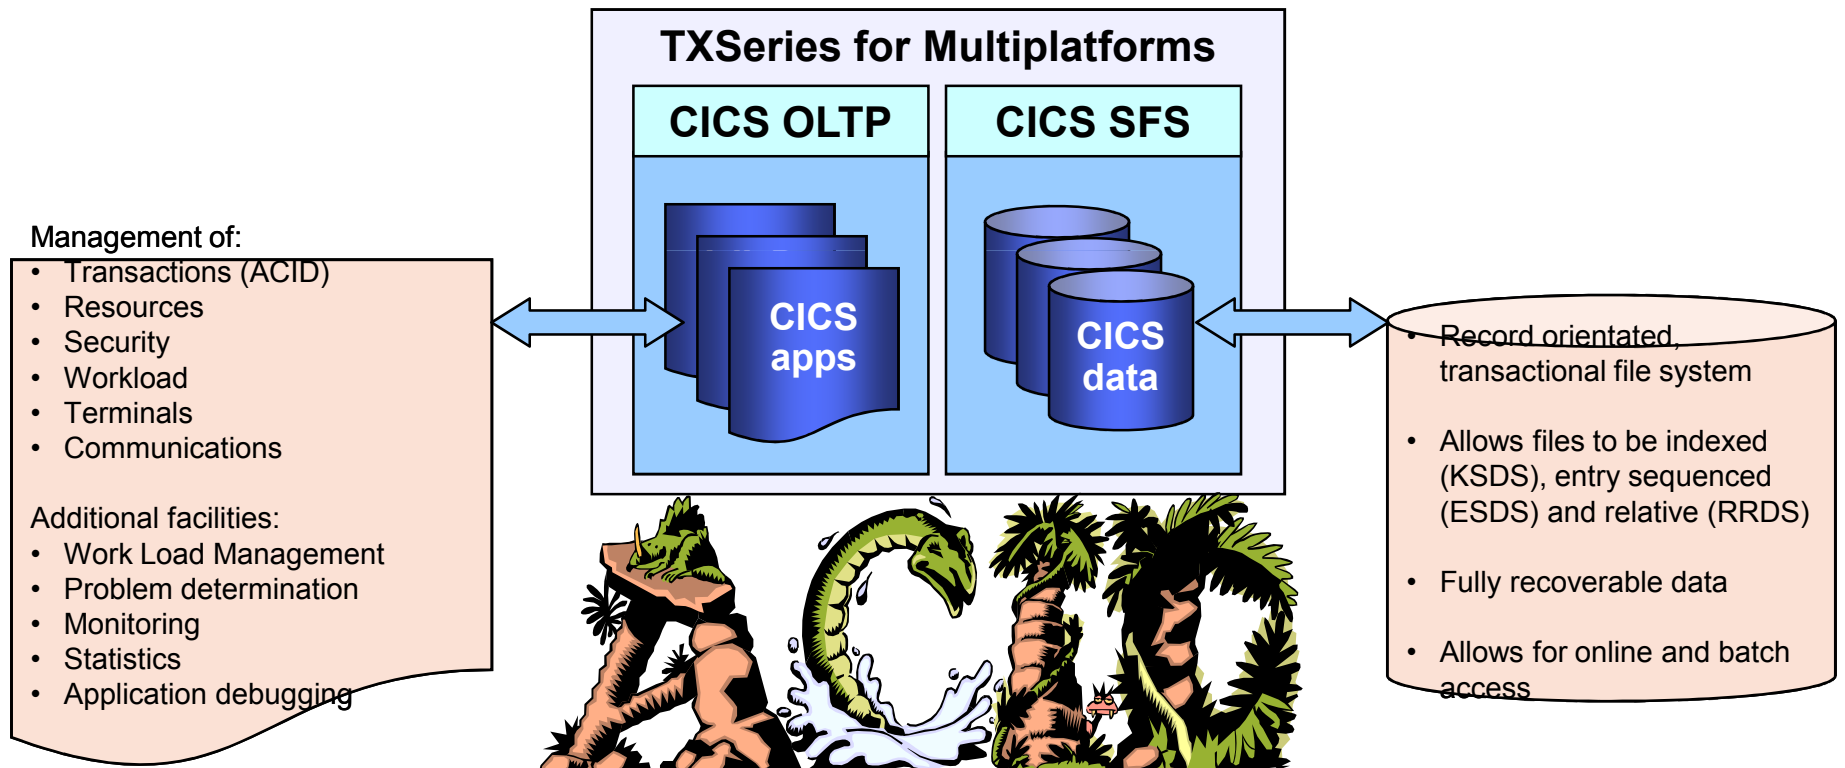 TXSeries for Multiplatforms
CICS OLTP
CICS SFS
CICS
apps
CICS
data
Management of:
• Transactions (ACID)
• Resources
• Security
• Workload
• Terminals
• Communications
Additional facilities:
• Work Load Management
• Problem determination
• Monitoring
• Statistics
• Application debugging
• Record orientated,
transactional file system
• Allows files to be indexed
(KSDS), entry sequenced
(ESDS) and relative (RRDS)
• Fully recoverable data
• Allows for online and batch
access
ACID